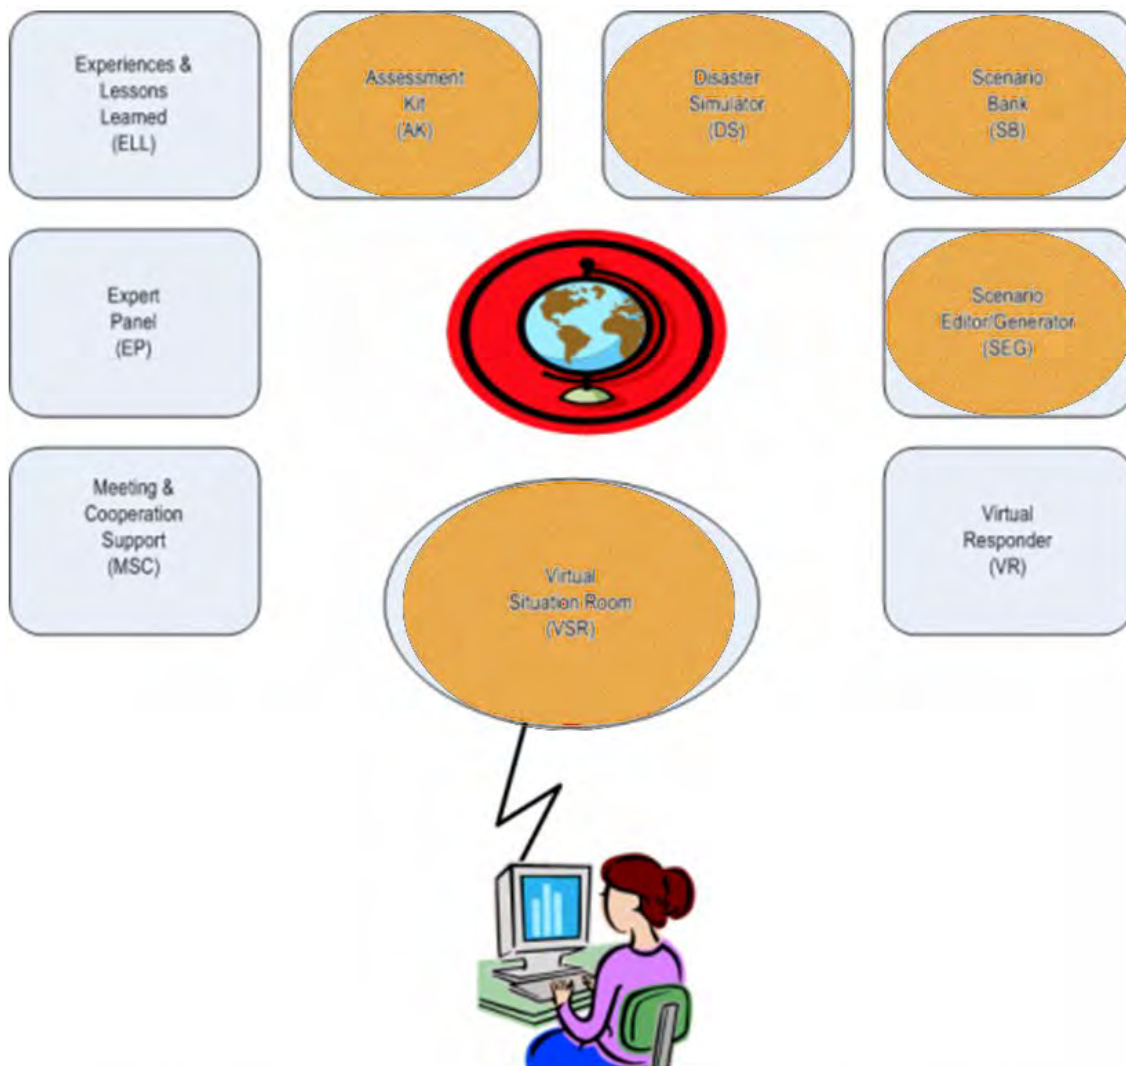 Experiences &
Lessons
Learned
(ELL)
Assessment
Kit
(AK)
Disaster
Simulator
(DS)
Scenario
Bank
(SB)
Expert
Panel
(EP)
Scenario
Editor/Generator
(SEG)
Meeting &
Cooperation
Support
(MSC)
Virtual
Situation Room
(VSR)
Virtual
Responder
(VR)